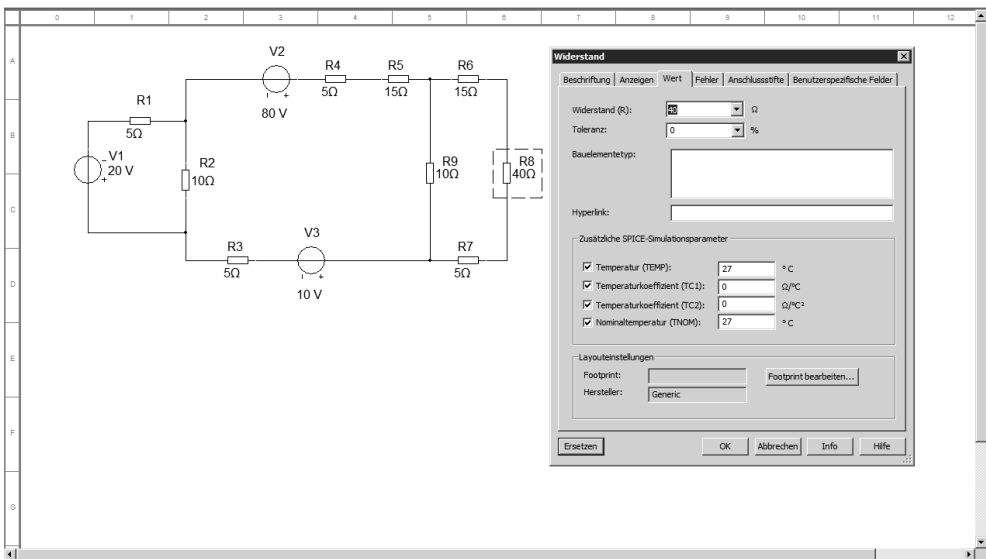 0 1 2 3 4 5 6 7 8 9 10 11 12
A
B
C
D
E
F
G
V2
80 V
R4
5Ω
R5
15Ω
R6
15Ω
R1
5Ω
V1
20 V
R2
10Ω
R9
10Ω
R8
40Ω
R3
5Ω
V3
10 V
R7
5Ω
Widerstand
Beschriftung Anzeigen Wert Fehler Anschlussstifte Benutzerspezifische Felder
Widerstand (R): 40 Ω
Toleranz: 0 %
Bauelementetyp:
Hyperlink:
Zusätzliche SPICE-Simulationsparameter
Temperatur (TEMP): 27 °C
Temperaturkoeffizient (TC1): 0 Ω/°C
Temperaturkoeffizient (TC2): 0 Ω/°C²
Nominaltemperatur (TNOM): 27 °C
Layouteinstellungen
Footprint: Footprint bearbeiten...
Hersteller: Generic
Ersetzen OK Abbrechen Info Hilfe